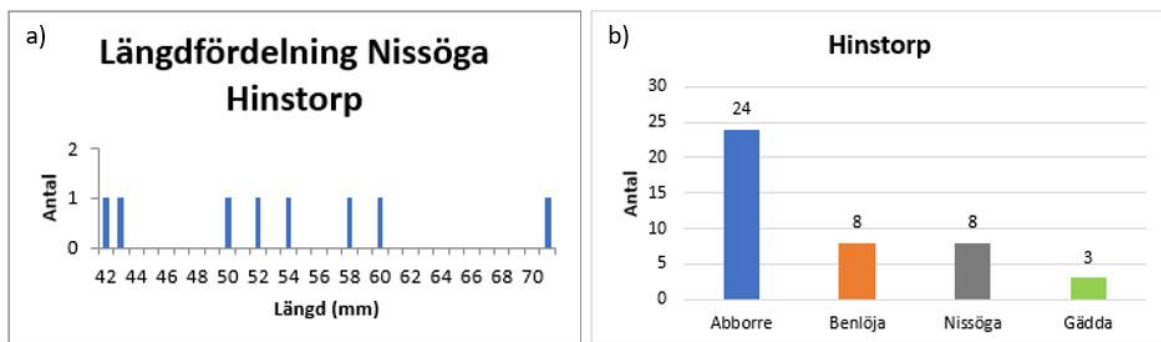 a)
Längdfördelning Nissöga
Hinstorp
Antal
2
1
0
42 44 46 48 50 52 54 56 58 60 62 64 66 68 70
Längd (mm)
b)
Hinstorp
Antal
30
25
20
15
10
5
0
24
8
8
3
Abborre Benlöja Nissöga Gädda